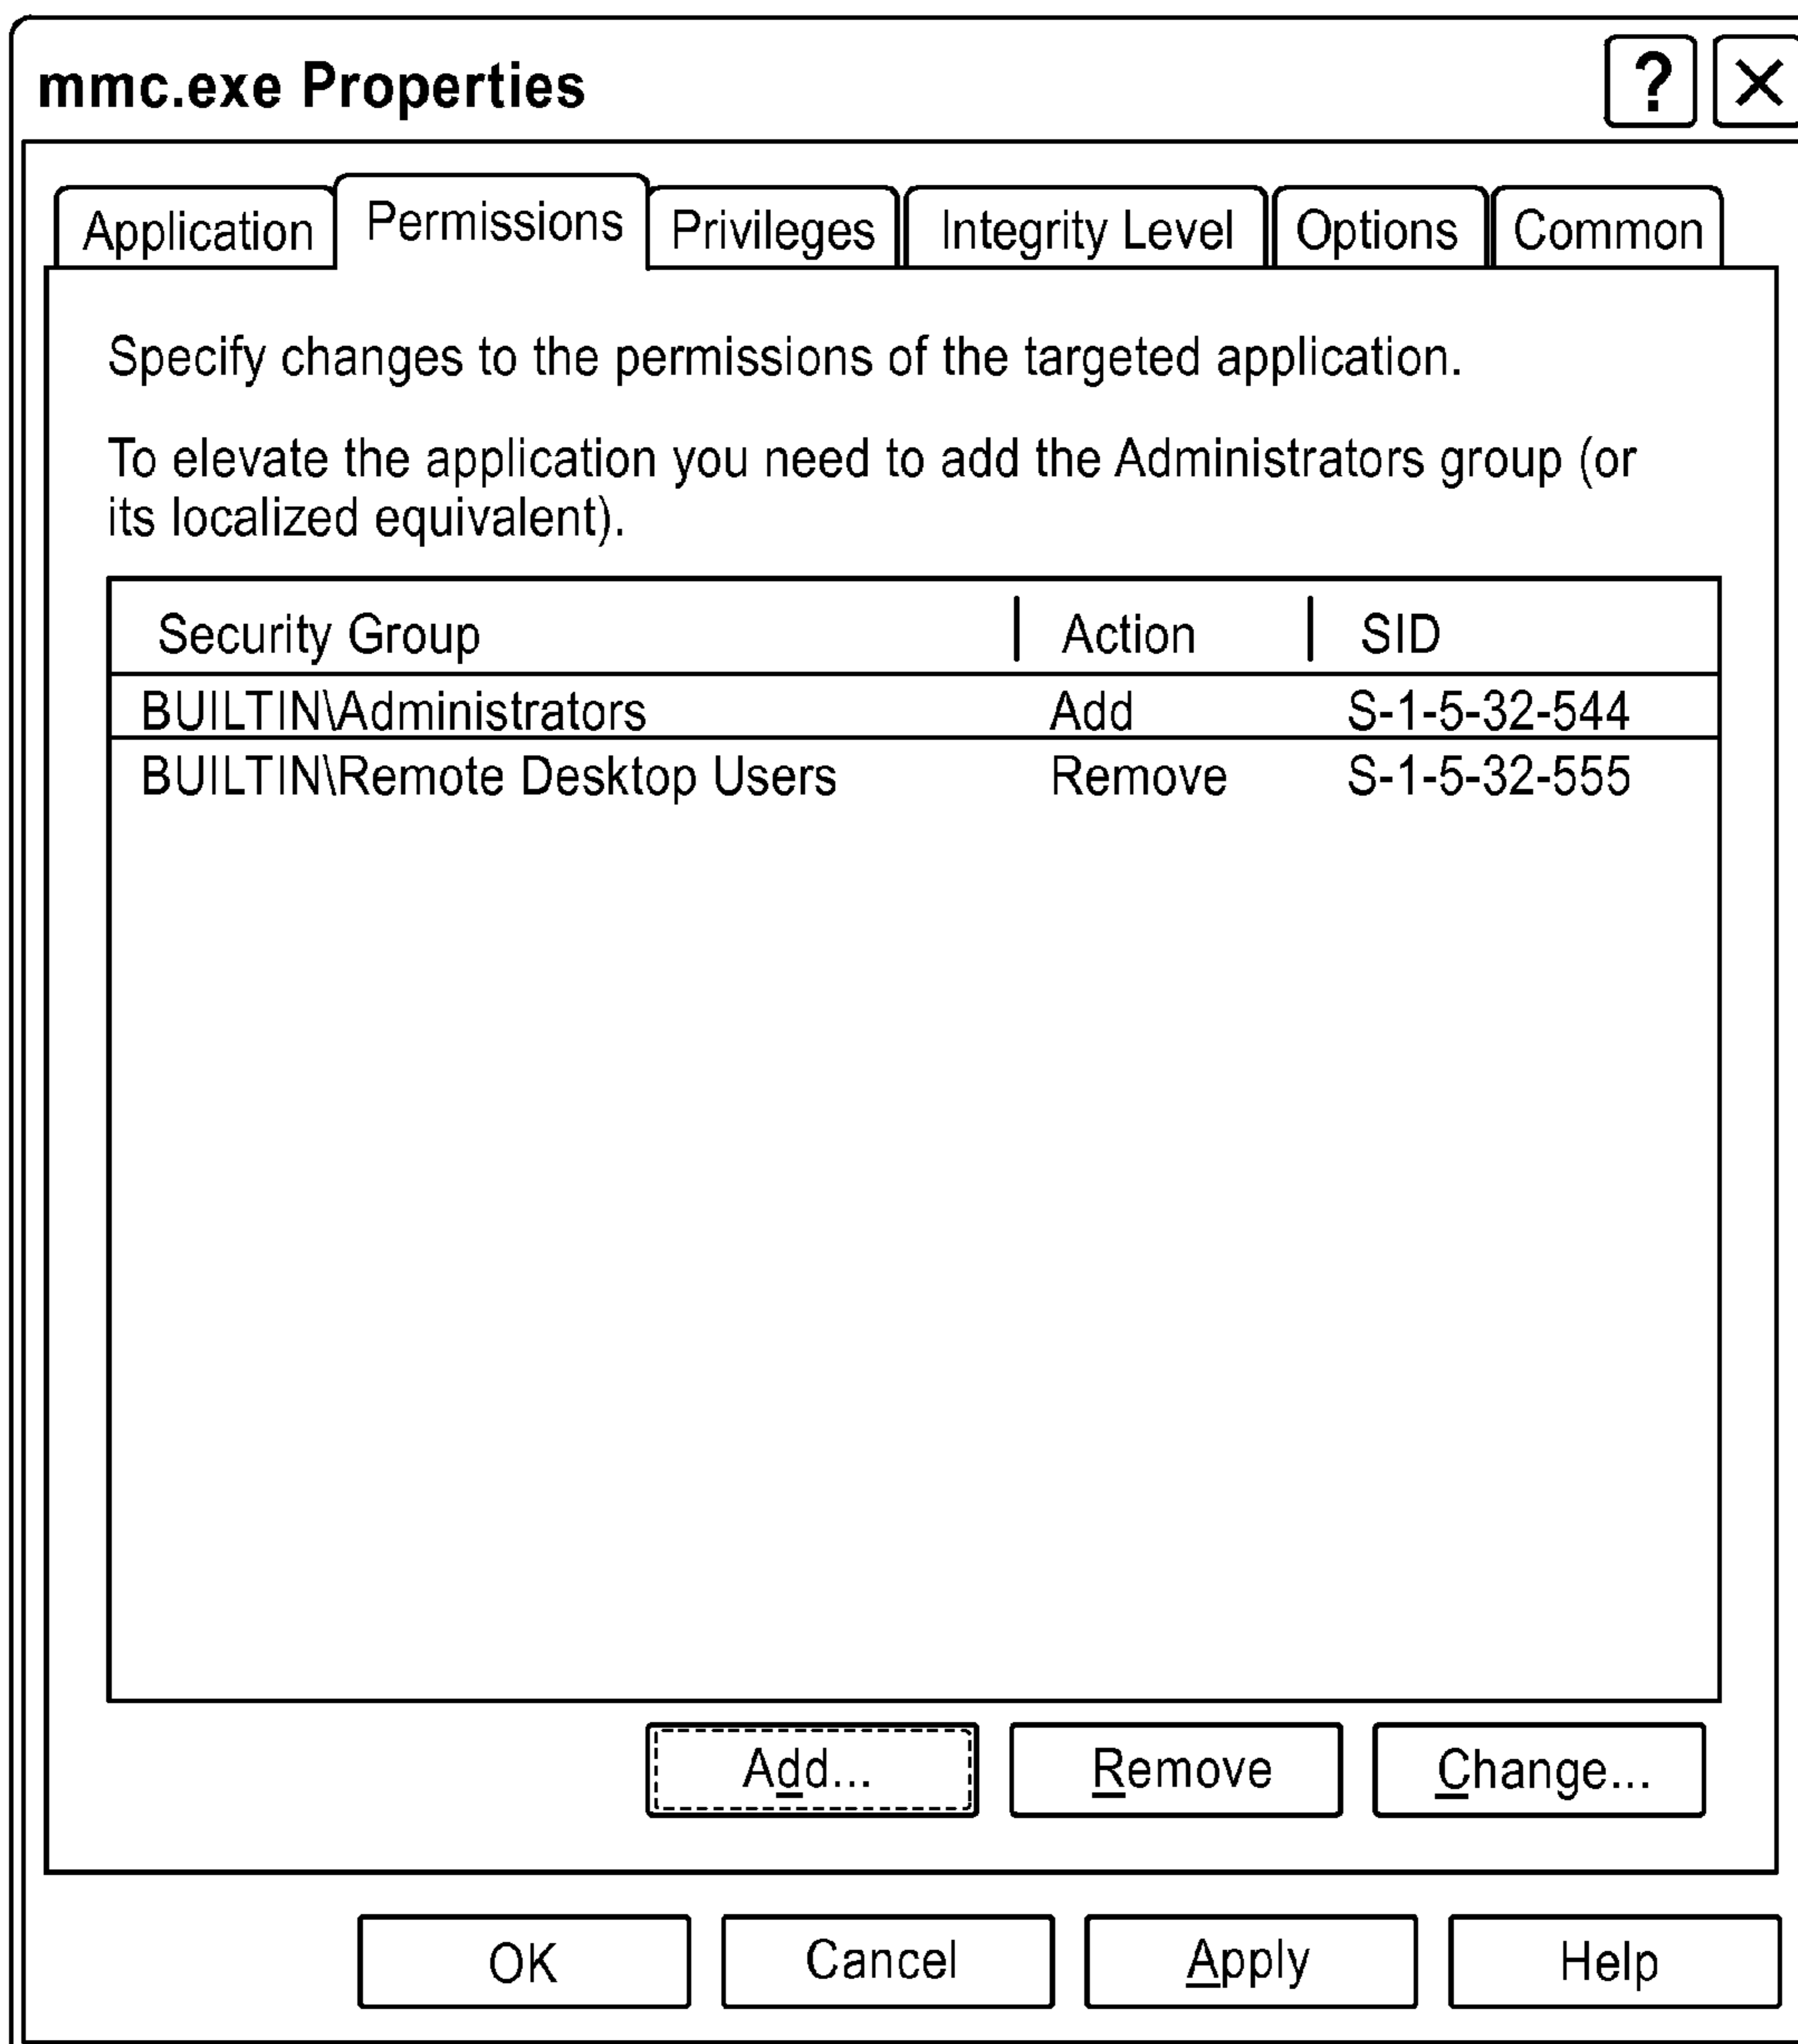 mmc.exe Properties ? X
Application Permissions Privileges Integrity Level Options Common
Specify changes to the permissions of the targeted application.
To elevate the application you need to add the Administrators group (or
its localized equivalent).
Security Group Action SID
BUILTIN\Administrators Add S-1-5-32-544
BUILTIN\Remote Desktop Users Remove S-1-5-32-555
Add... Remove Change...
OK Cancel Apply Help